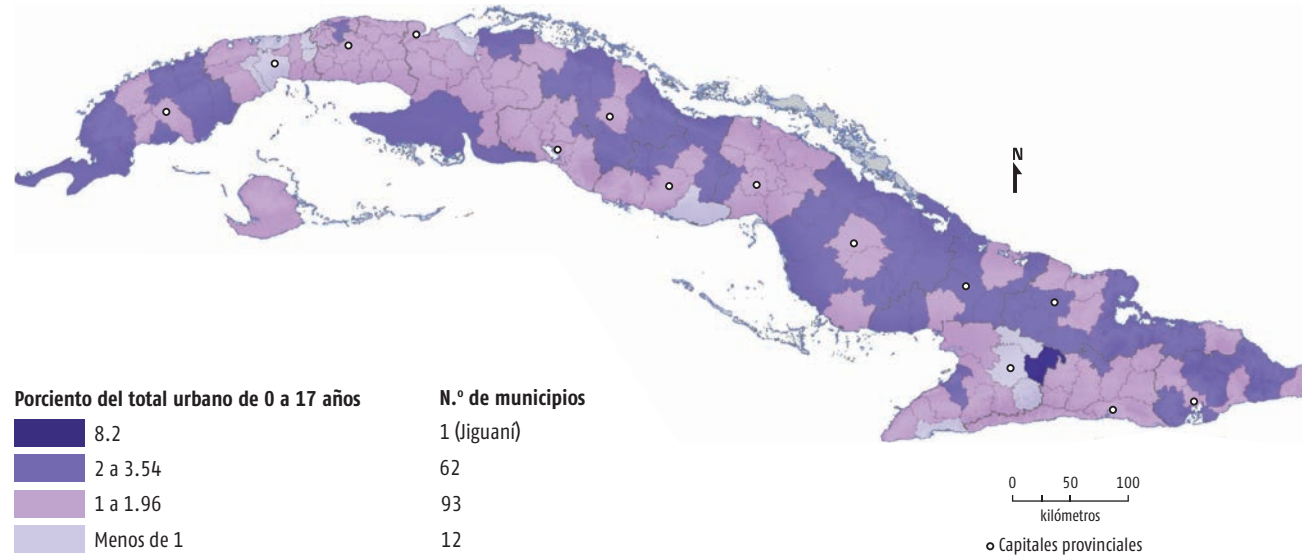 N
Porciento del total urbano de 0 a 17 años N.º de municipios
8.2 1 (Jiguaní)
2 a 3.54 62
1 a 1.96 93
Menos de 1 12
0 50 100
kilómetros
Capitales provinciales